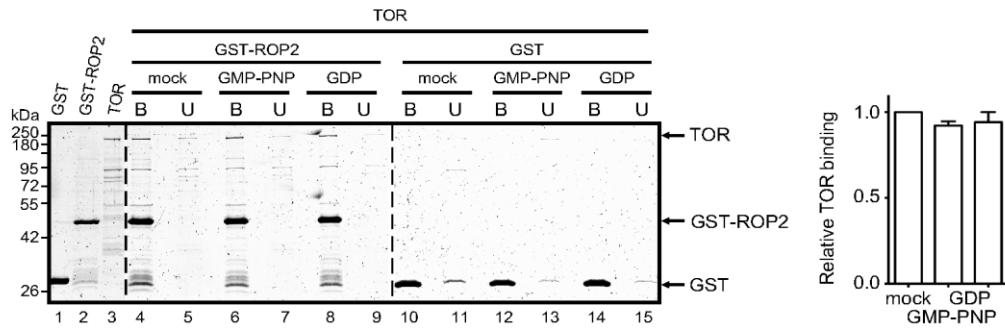 TOR
GST-ROP2 GST
mock GMP-PNP GDP mock GMP-PNP GDP
GST GST-ROP2 TOR B U B U B U B U B U B U
kDa
250
180
95
72
55
42
26
TOR
GST-ROP2
GST
1 2 3 4 5 6 7 8 9 10 11 12 13 14 15
Relative TOR binding
1.0
0.5
0.0
mock GDP
GMP-PNP